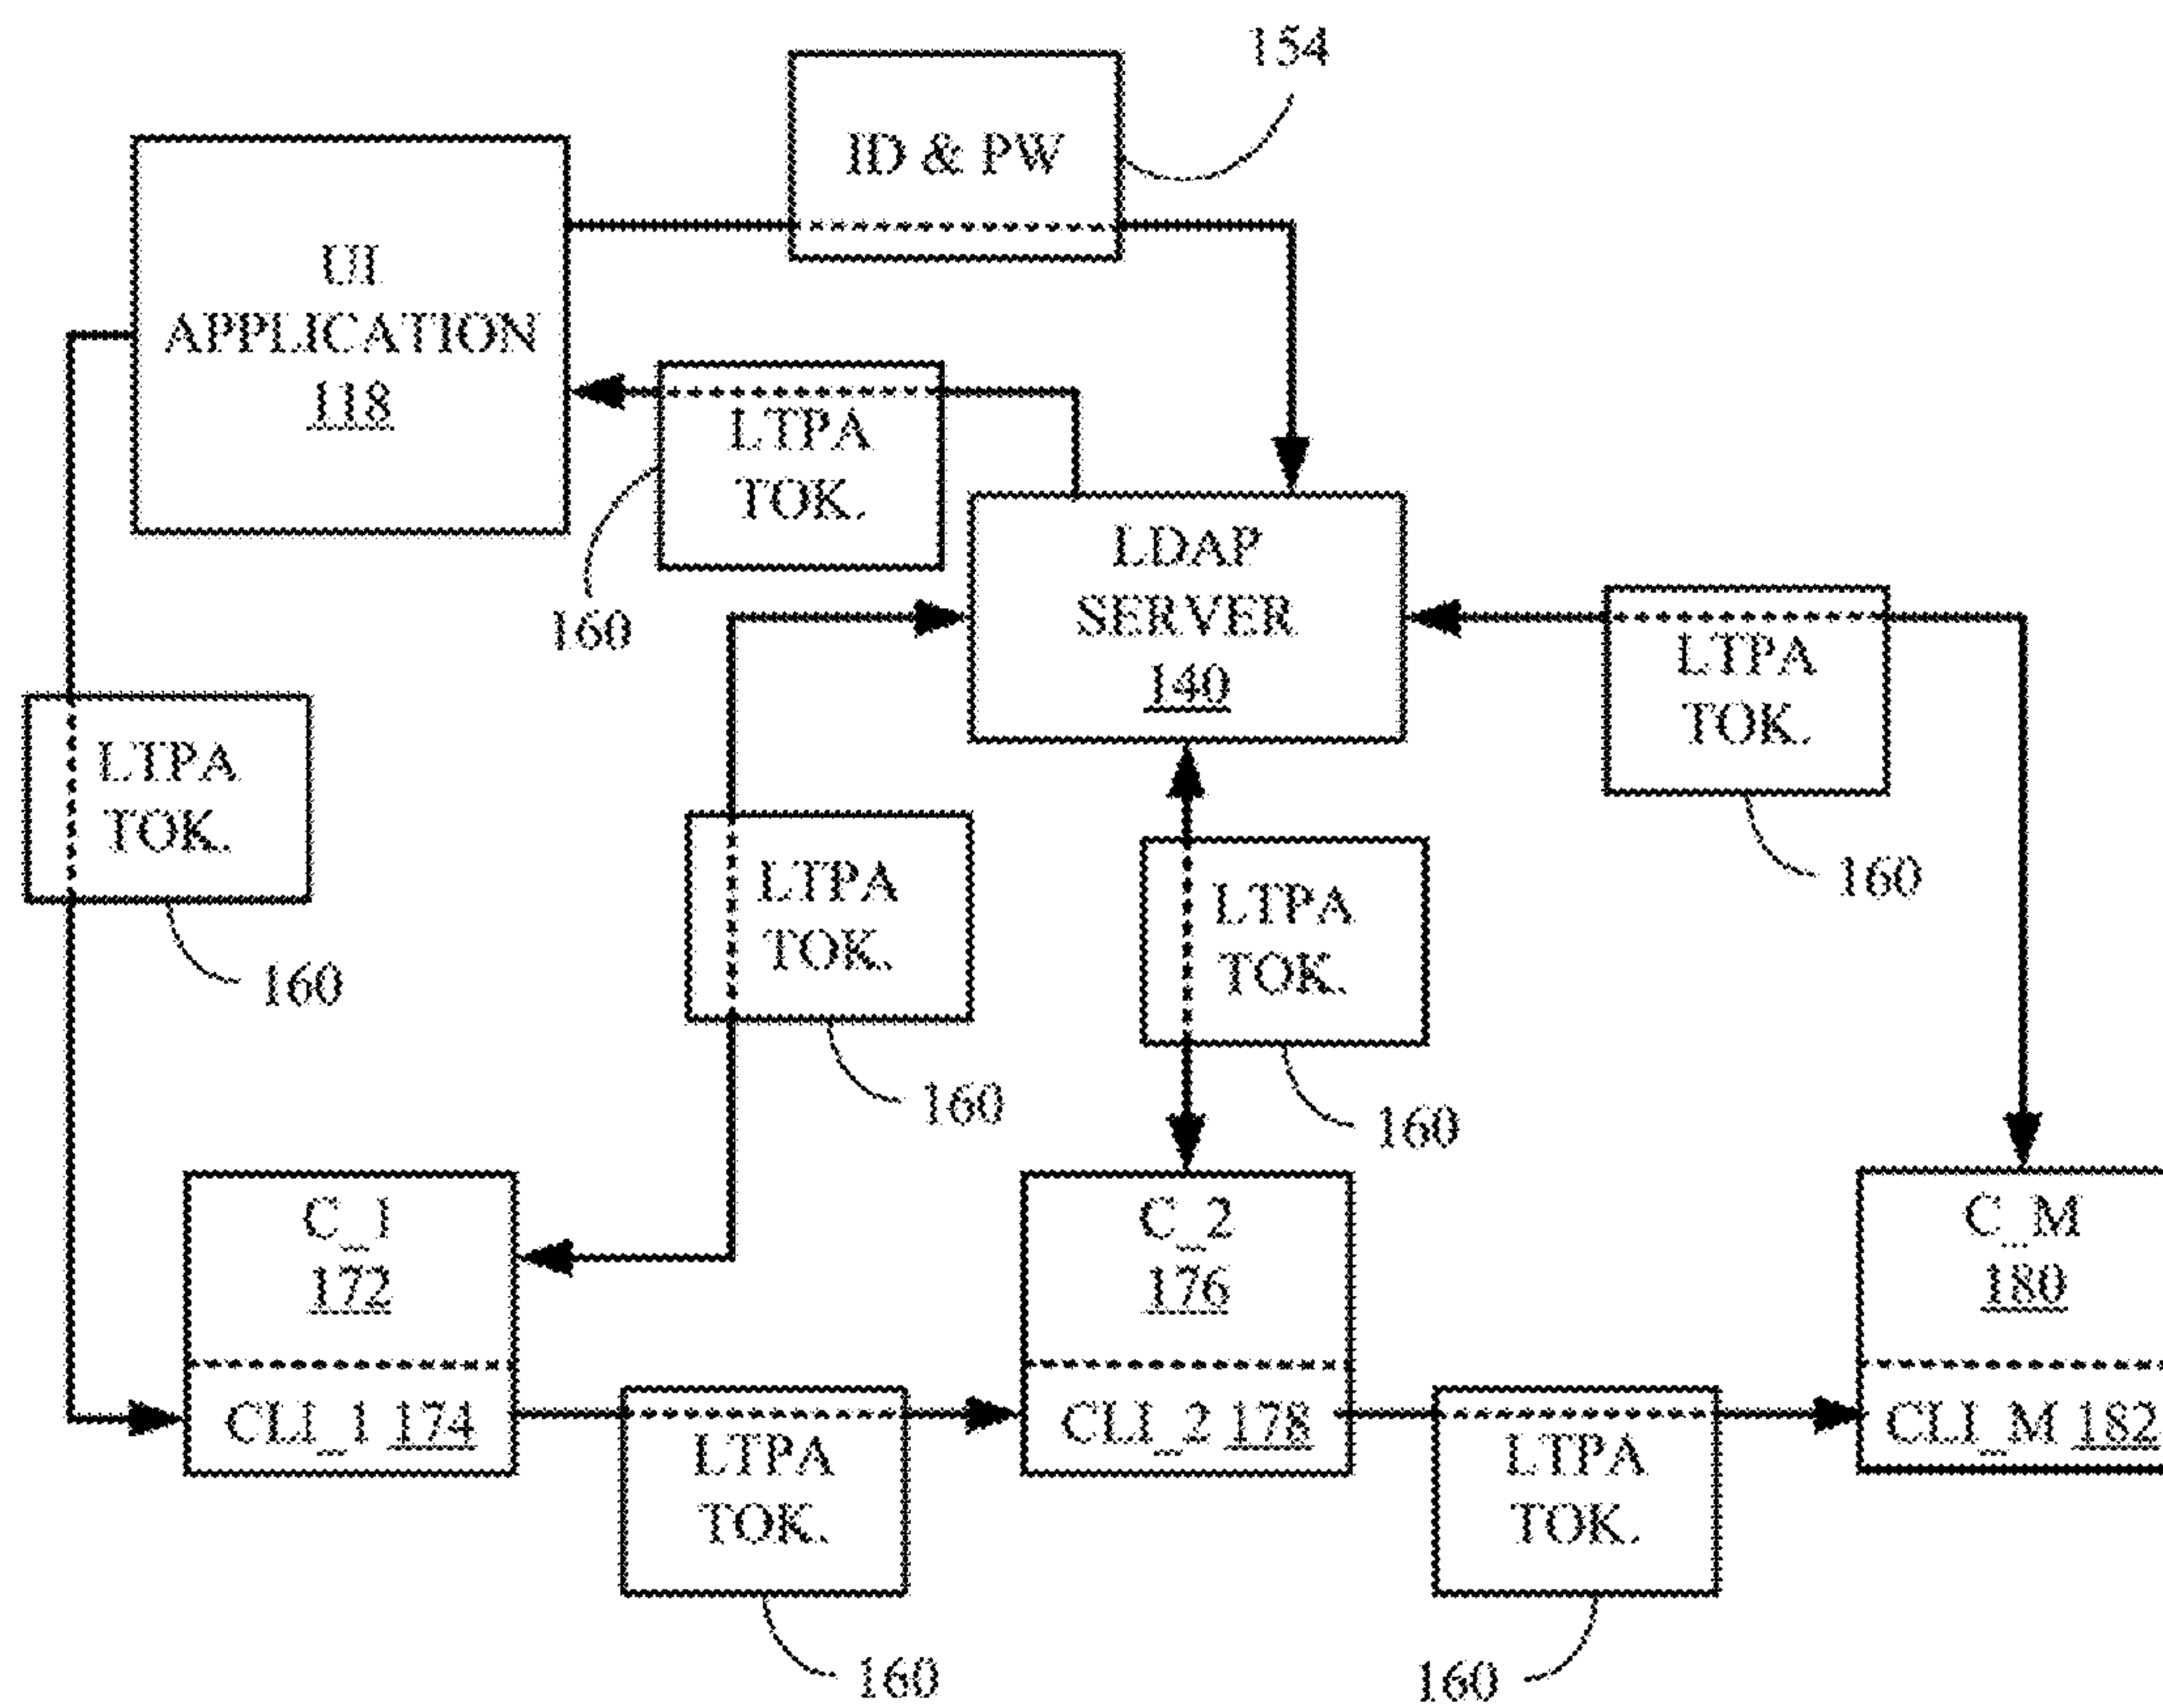 154
ID & PW
UI
APPLICATION
118
LTPA
TOK.
160
LDAP
SERVER
140
LTPA
TOK.
160
LTPA
TOK.
160
LTPA
TOK.
160
LTPA
TOK.
160
C_1
172
CLI_1 174
C_2
176
CLI_2 178
C_M
180
CLI_M 182
LTPA
TOK.
160
LTPA
TOK.
160